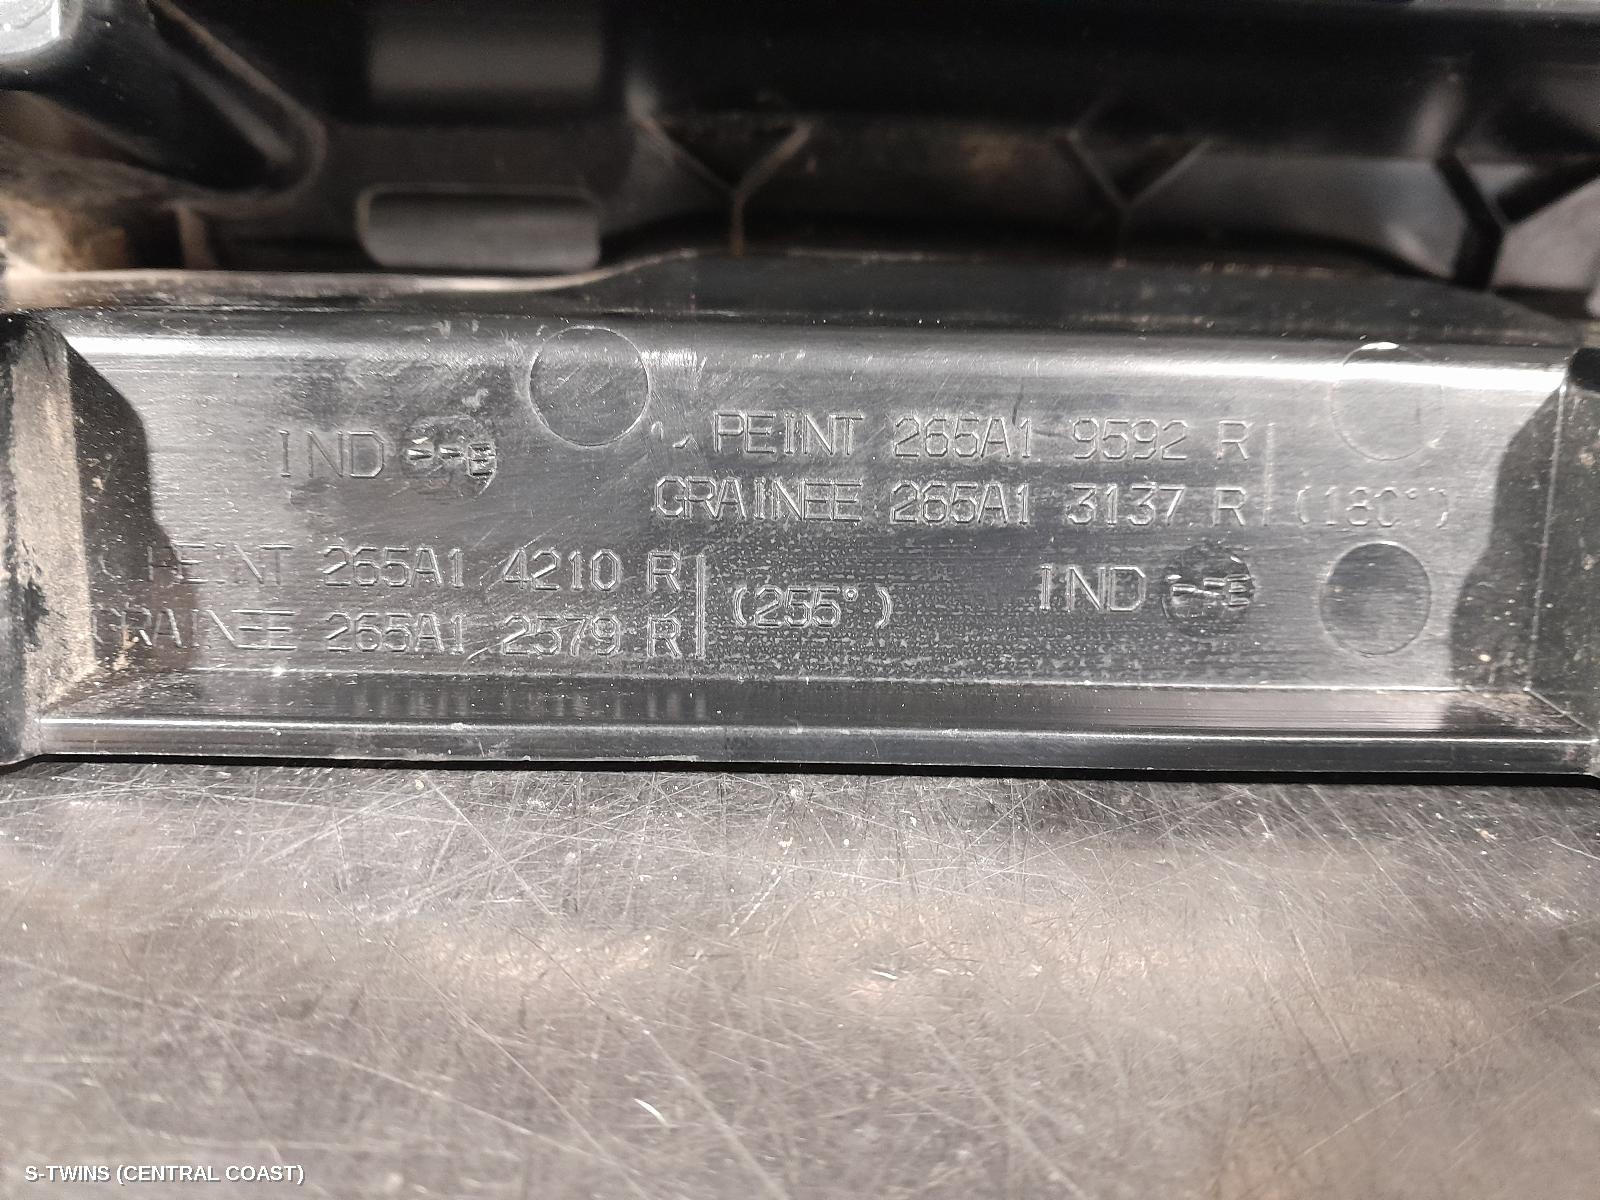 PEINT 265A1 9592 R
GRAINEE 265A1 3137 R (180°)
IND
PEINT 265A1 4210 R
GRAINEE 265A1 2579 R
(255°)
IND
S-TWINS (CENTRAL COAST)